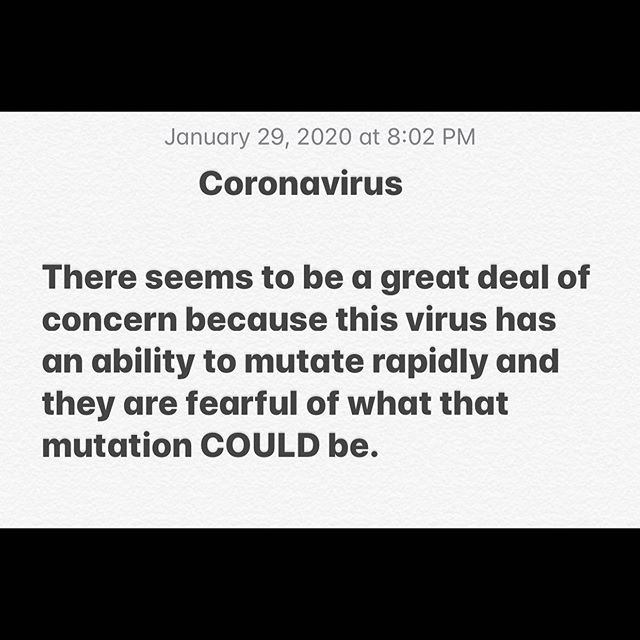 January 29, 2020 at 8:02 PM
Coronavirus
There seems to be a great deal of
concern because this virus has
an ability to mutate rapidly and
they are fearful of what that
mutation COULD be.